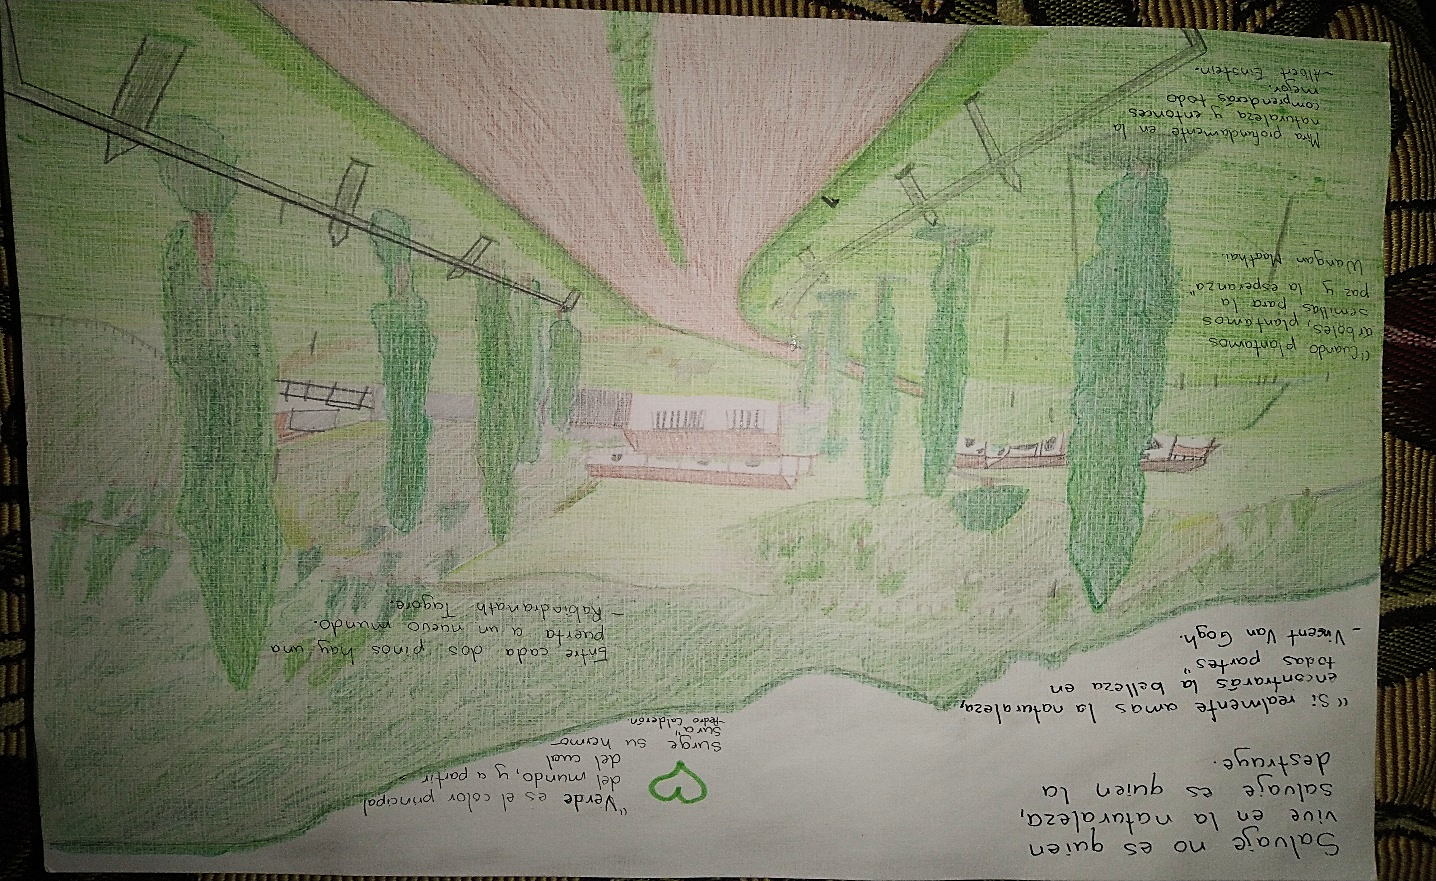 Salvaje no es quien
vive en la naturaleza,
salvaje es quien la
destruye.
"Si realmente amas la naturaleza,
encontrarás la belleza en
todas partes"
- Vincent Van Gogh.
"Verde es el color principal
del mundo, y a partir
del cual
surge su hermo-
sura"
-Pedro Calderón.
Entre cada dos pinos hay una
puerta a un nuevo mundo.
- Rabindranath Tagore.
"Cuando plantamos
árboles, plantamos
semillas para la
paz y la esperanza"
Wangan Maathai.
Mira profundamente en la
naturaleza y entonces
comprenderás todo
mejor.
- Albert Einstein.